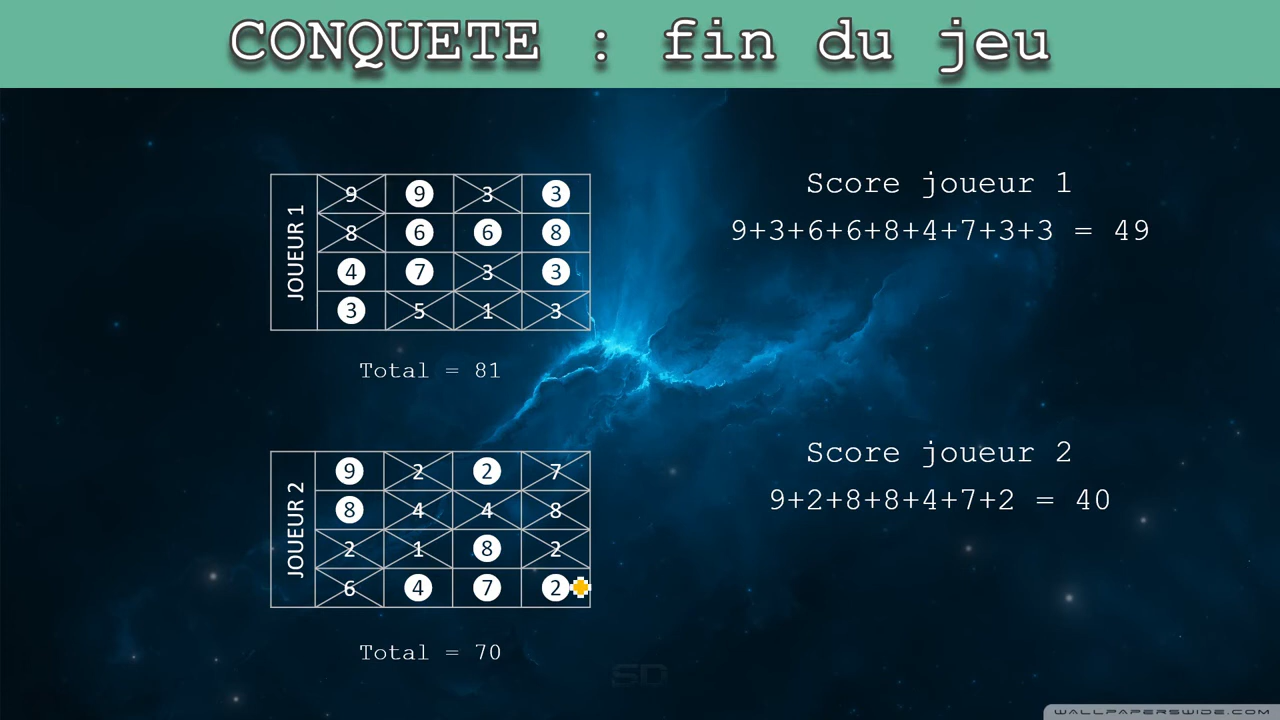 CONQUETE : fin du jeu
JOUEUR 1
9 9 3 3
8 6 6 8
4 7 3 3
3 5 1 3
Total = 81
Score joueur 1
9+3+6+6+8+4+7+3+3 = 49
JOUEUR 2
9 2 2 7
8 4 4 8
2 1 8 2
6 4 7 2
Total = 70
Score joueur 2
9+2+8+8+4+7+2 = 40
SD
WALLPAPERSWIDE.COM